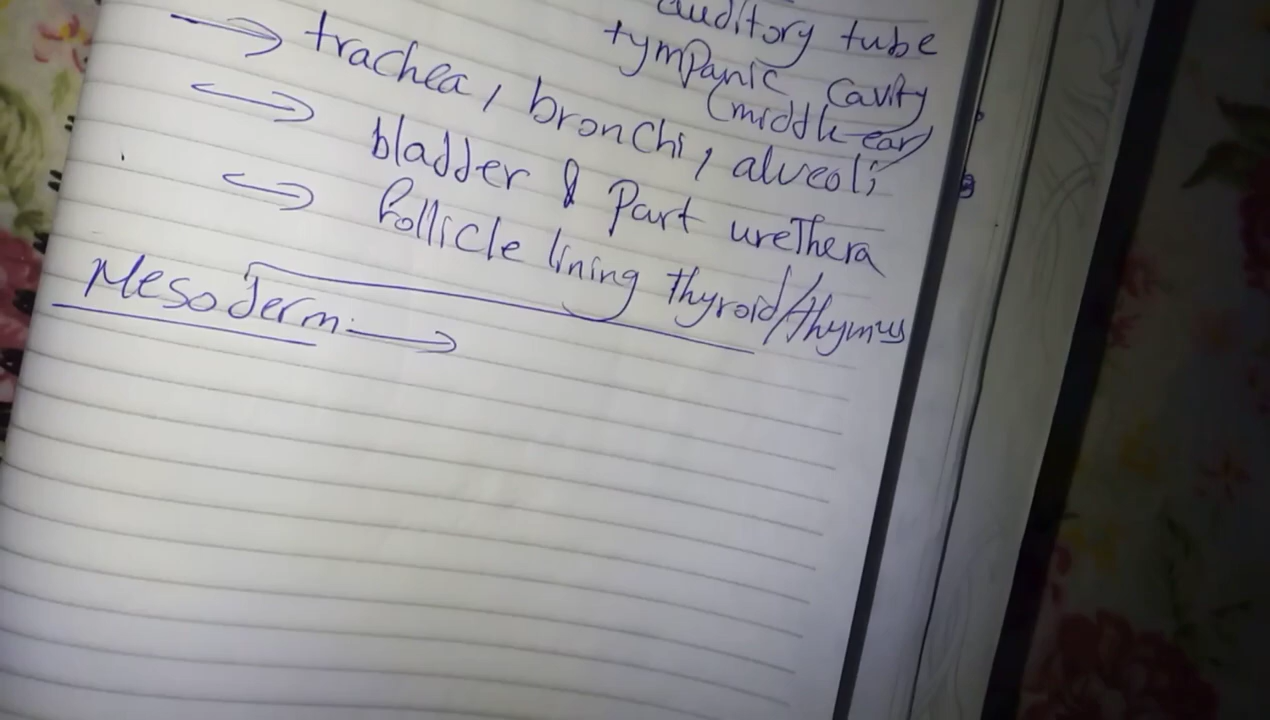 auditory tube
tympanic cavity
(middle ear)
→ trachea, bronchi, alveoli
→ bladder & Part ureThera
→ follicle lining thyroid/thymus
Mesoderm: →